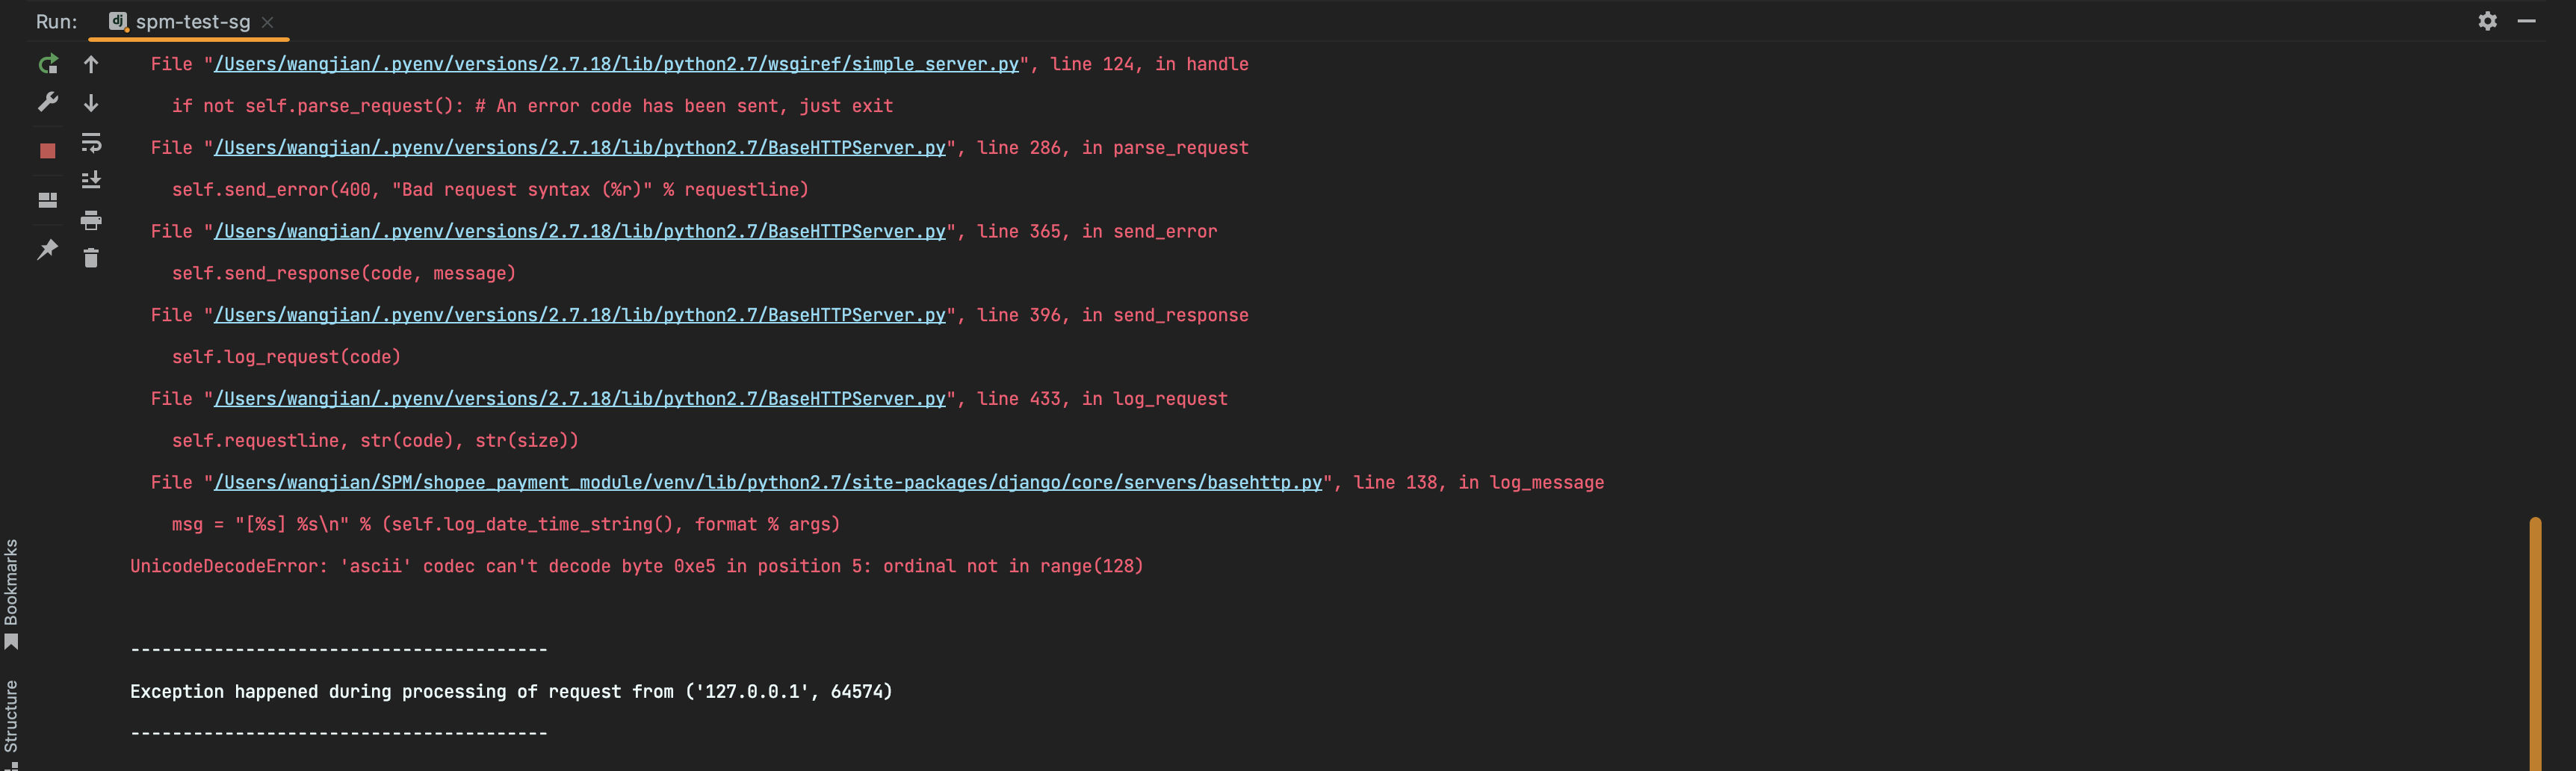 Run: spm-test-sg
File "/Users/wangjian/.pyenv/versions/2.7.18/lib/python2.7/wsgiref/simple_server.py", line 124, in handle
if not self.parse_request(): # An error code has been sent, just exit
File "/Users/wangjian/.pyenv/versions/2.7.18/lib/python2.7/BaseHTTPServer.py", line 286, in parse_request
self.send_error(400, "Bad request syntax (%r)" % requestline)
File "/Users/wangjian/.pyenv/versions/2.7.18/lib/python2.7/BaseHTTPServer.py", line 365, in send_error
self.send_response(code, message)
File "/Users/wangjian/.pyenv/versions/2.7.18/lib/python2.7/BaseHTTPServer.py", line 396, in send_response
self.log_request(code)
File "/Users/wangjian/.pyenv/versions/2.7.18/lib/python2.7/BaseHTTPServer.py", line 433, in log_request
self.requestline, str(code), str(size))
File "/Users/wangjian/SPM/shopee_payment_module/venv/lib/python2.7/site-packages/django/core/servers/basehttp.py", line 138, in log_message
msg = "[%s] %s\n" % (self.log_date_time_string(), format % args)
UnicodeDecodeError: 'ascii' codec can't decode byte 0xe5 in position 5: ordinal not in range(128)
----------------------------------------
Exception happened during processing of request from ('127.0.0.1', 64574)
----------------------------------------
Bookmarks
Structure
dj